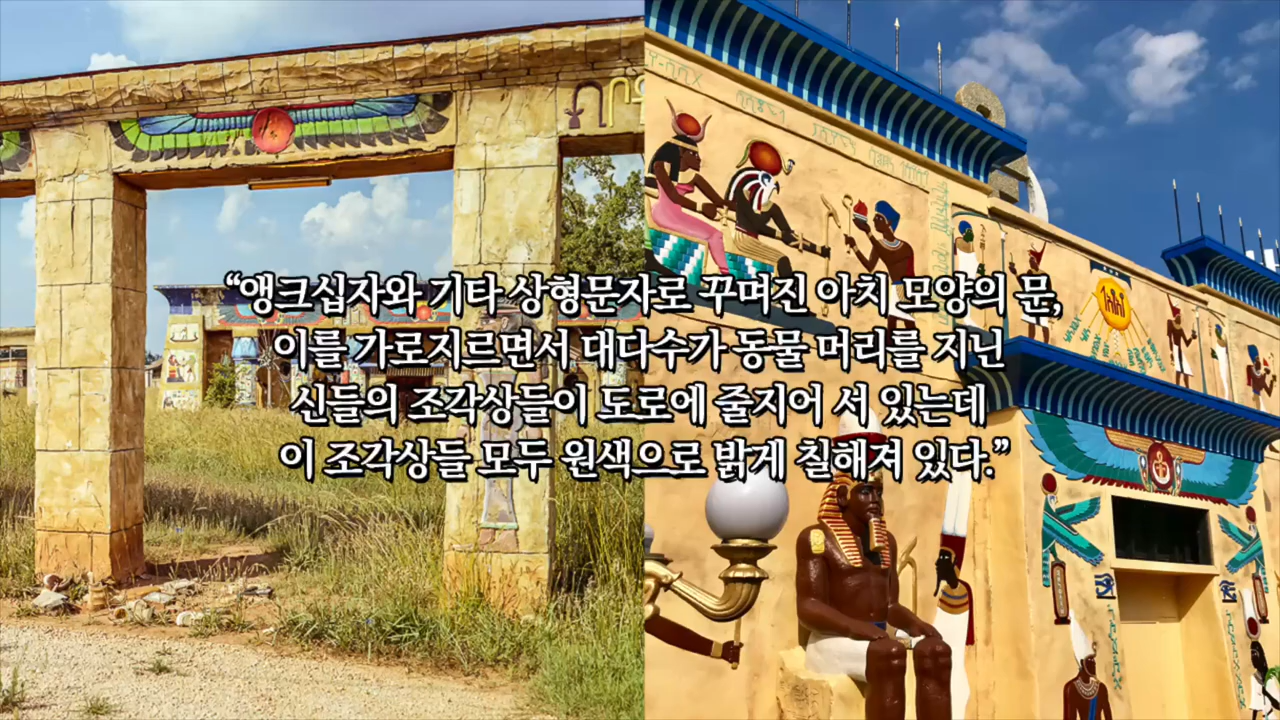 “앵크십자와 기타 상형문자로 꾸며진 아치 모양의 문,
이를 가로지르면서 대다수가 동물 머리를 지닌
신들의 조각상들이 도로에 줄지어 서 있는데
이 조각상들 모두 원색으로 밝게 칠해져 있다.”